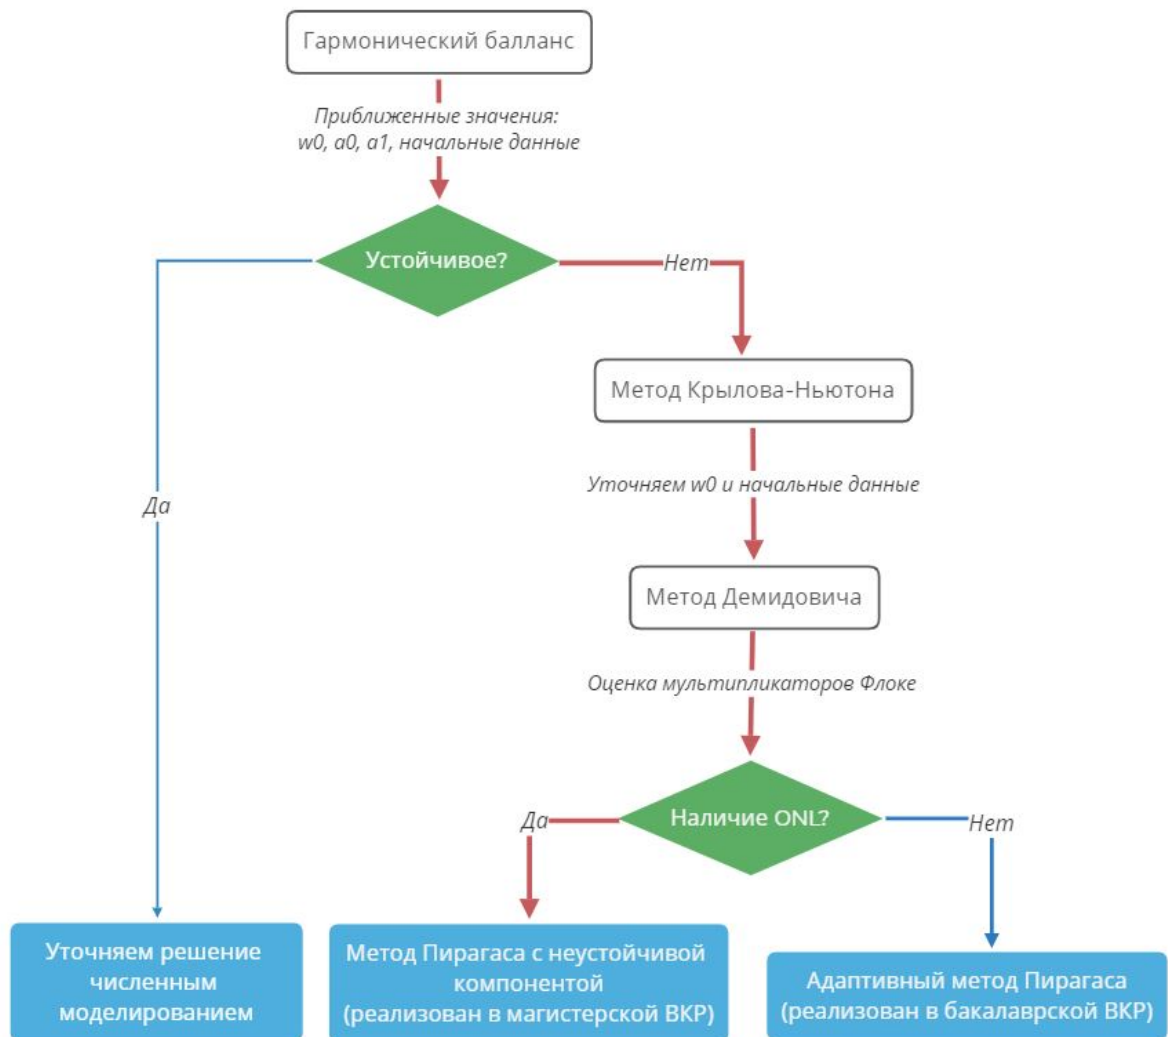 Гармонический балланс
Приближенные значения:
w0, a0, a1, начальные данные
Устойчивое?
Нет
Метод Крылова-Ньютона
Уточняем w0 и начальные данные
Да
Метод Демидовича
Оценка мультипликаторов Флоке
Наличие ONL?
Да
Нет
Уточняем решение
численным
моделированием
Метод Пирагаса с неустойчивой
компонентой
(реализован в магистерской ВКР)
Адаптивный метод Пирагаса
(реализован в бакалаврской ВКР)